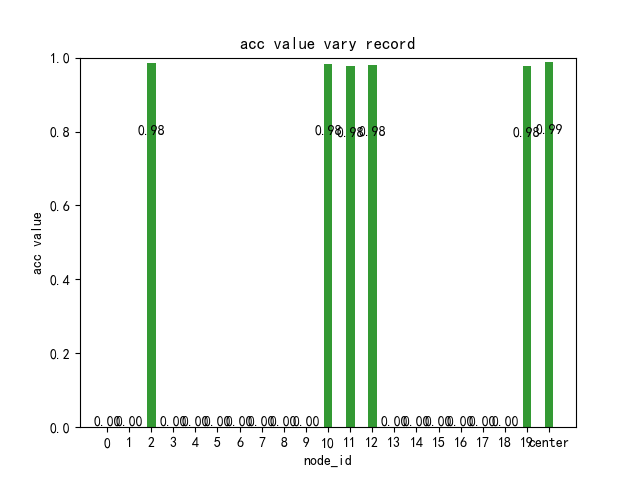 acc value vary record
acc value
1.0
0.8
0.6
0.4
0.2
0.0
0.98 0.98 0.98 0.98 0.98 0.99
0.00 0.00 0.00 0.00 0.00 0.00 0.00 0.00 0.00 0.00 0.00 0.00 0.00 0.00 0.00
0 1 2 3 4 5 6 7 8 9 10 11 12 13 14 15 16 17 18 19 center
node_id